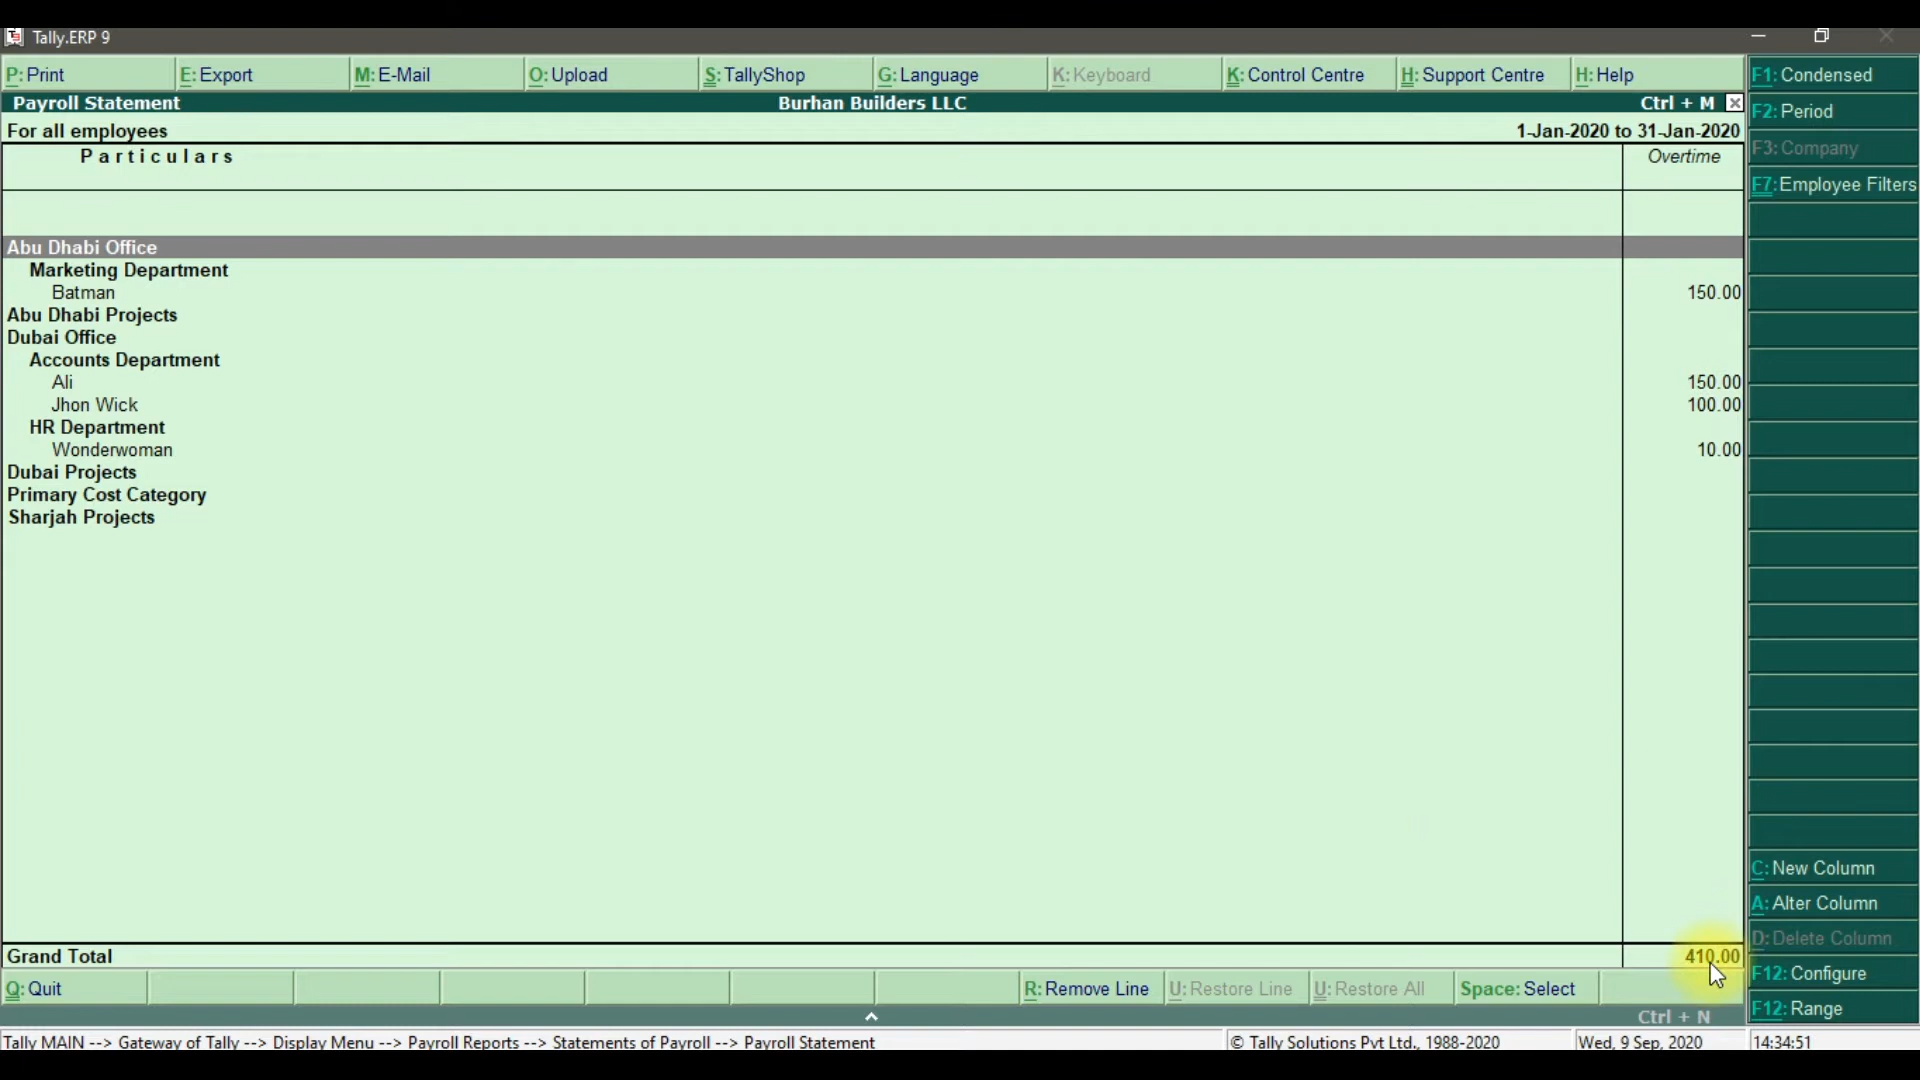 Tally.ERP 9
P: Print E: Export M: E-Mail O: Upload S: TallyShop G: Language K: Keyboard K: Control Centre H: Support Centre H: Help
Payroll Statement Burhan Builders LLC Ctrl + M
For all employees 1-Jan-2020 to 31-Jan-2020
Particulars Overtime
Abu Dhabi Office
Marketing Department
Batman 150.00
Abu Dhabi Projects
Dubai Office
Accounts Department
Ali 150.00
Jhon Wick 100.00
HR Department
Wonderwoman 10.00
Dubai Projects
Primary Cost Category
Sharjah Projects
Grand Total 410.00
Q: Quit R: Remove Line U: Restore Line U: Restore All Space: Select
Ctrl + N
Tally MAIN --> Gateway of Tally --> Display Menu --> Payroll Reports --> Statements of Payroll --> Payroll Statement © Tally Solutions Pvt Ltd., 1988-2020 Wed, 9 Sep, 2020 14:34:51
F1: Condensed
F2: Period
F3: Company
F7: Employee Filters
C: New Column
A: Alter Column
D: Delete Column
F12: Configure
F12: Range